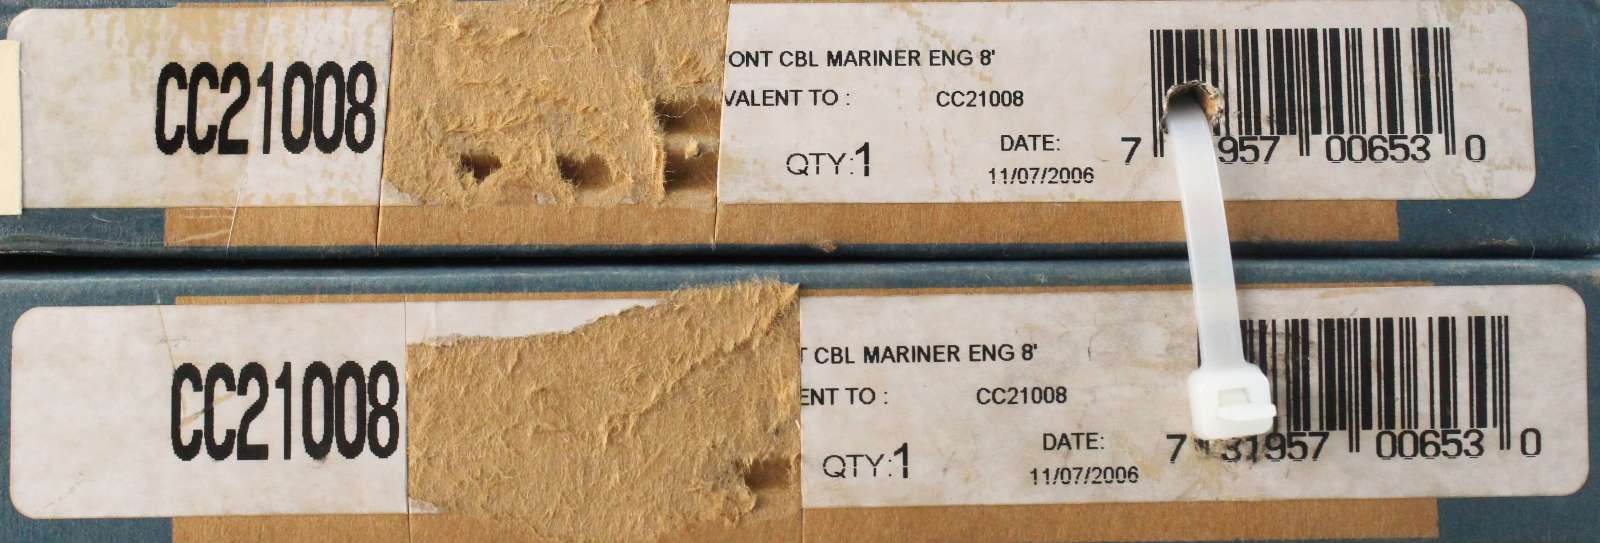 CC21008
ONT CBL MARINER ENG 8'
VALENT TO : CC21008
QTY:1
DATE:
11/07/2006
7 957 00653 0
CC21008
T CBL MARINER ENG 8'
ENT TO : CC21008
QTY:1
DATE:
11/07/2006
7 31957 00653 0